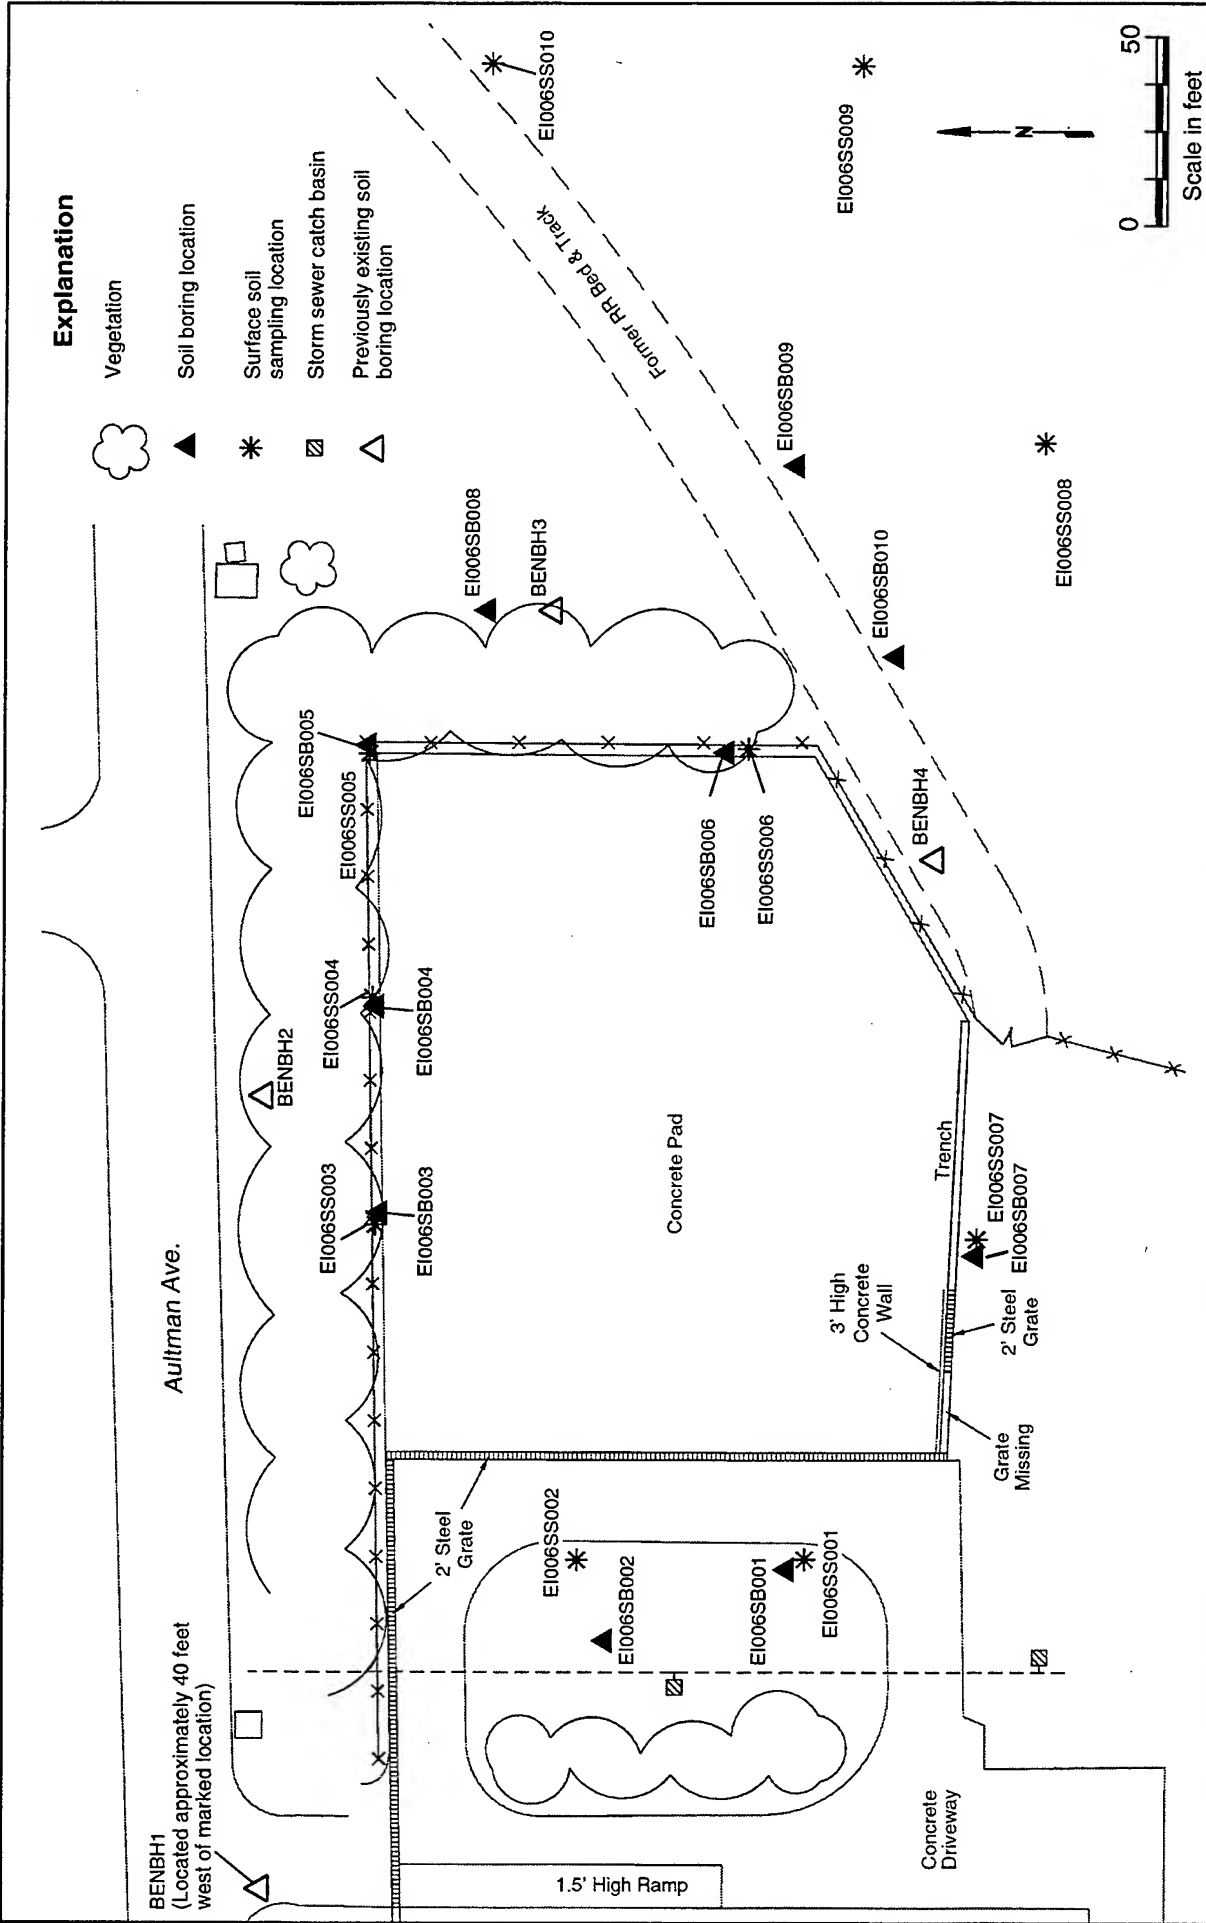 Explanation
Vegetation
Soil boring location
Surface soil
sampling location
Storm sewer catch basin
Previously existing soil
boring location
BENBH1
(Located approximately 40 feet
west of marked location)
Aultman Ave.
BENBH2
EI006SS003
EI006SB003
EI006SS004
EI006SB004
EI006SB005
EI006SS005
EI006SB008
BENBH3
EI006SS010
Former RR Bed & Track
EI006SB006
EI006SS006
EI006SB009
EI006SS009
EI006SB010
BENBH4
EI006SS008
2' Steel
Grate
Concrete Pad
EI006SS002
EI006SB002
EI006SB001
EI006SS001
3' High
Concrete
Wall
Trench
EI006SS007
EI006SB007
2' Steel
Grate
Grate
Missing
1.5' High Ramp
Concrete
Driveway
N
0
50
Scale in feet